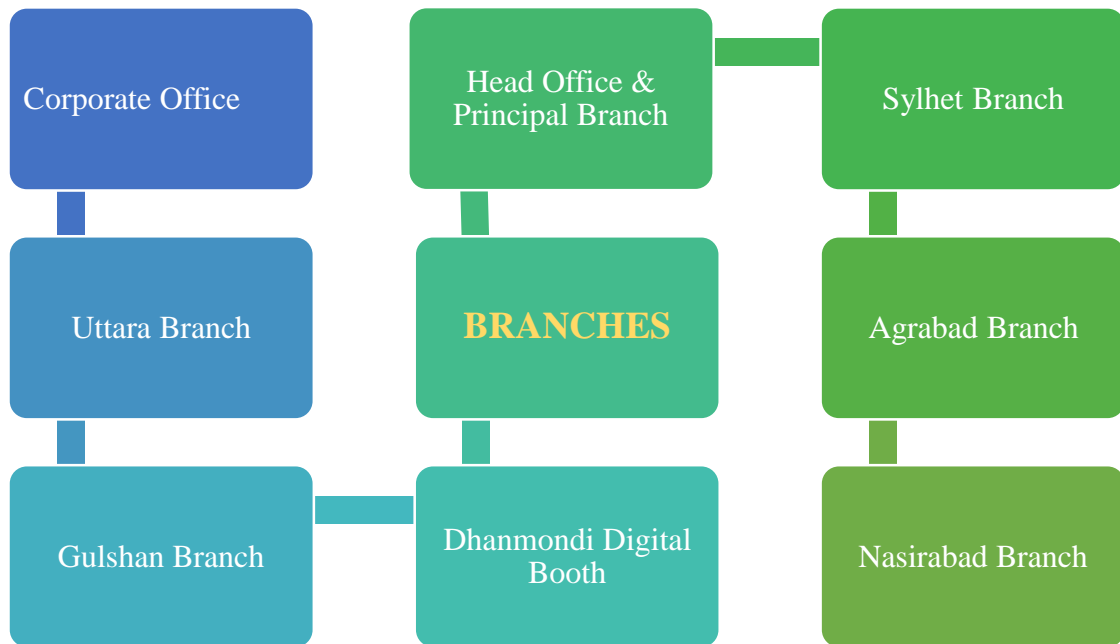 Corporate Office
Uttara Branch
Gulshan Branch
Dhanmondi Digital
Booth
BRANCHES
Head Office &
Principal Branch
Sylhet Branch
Agrabad Branch
Nasirabad Branch